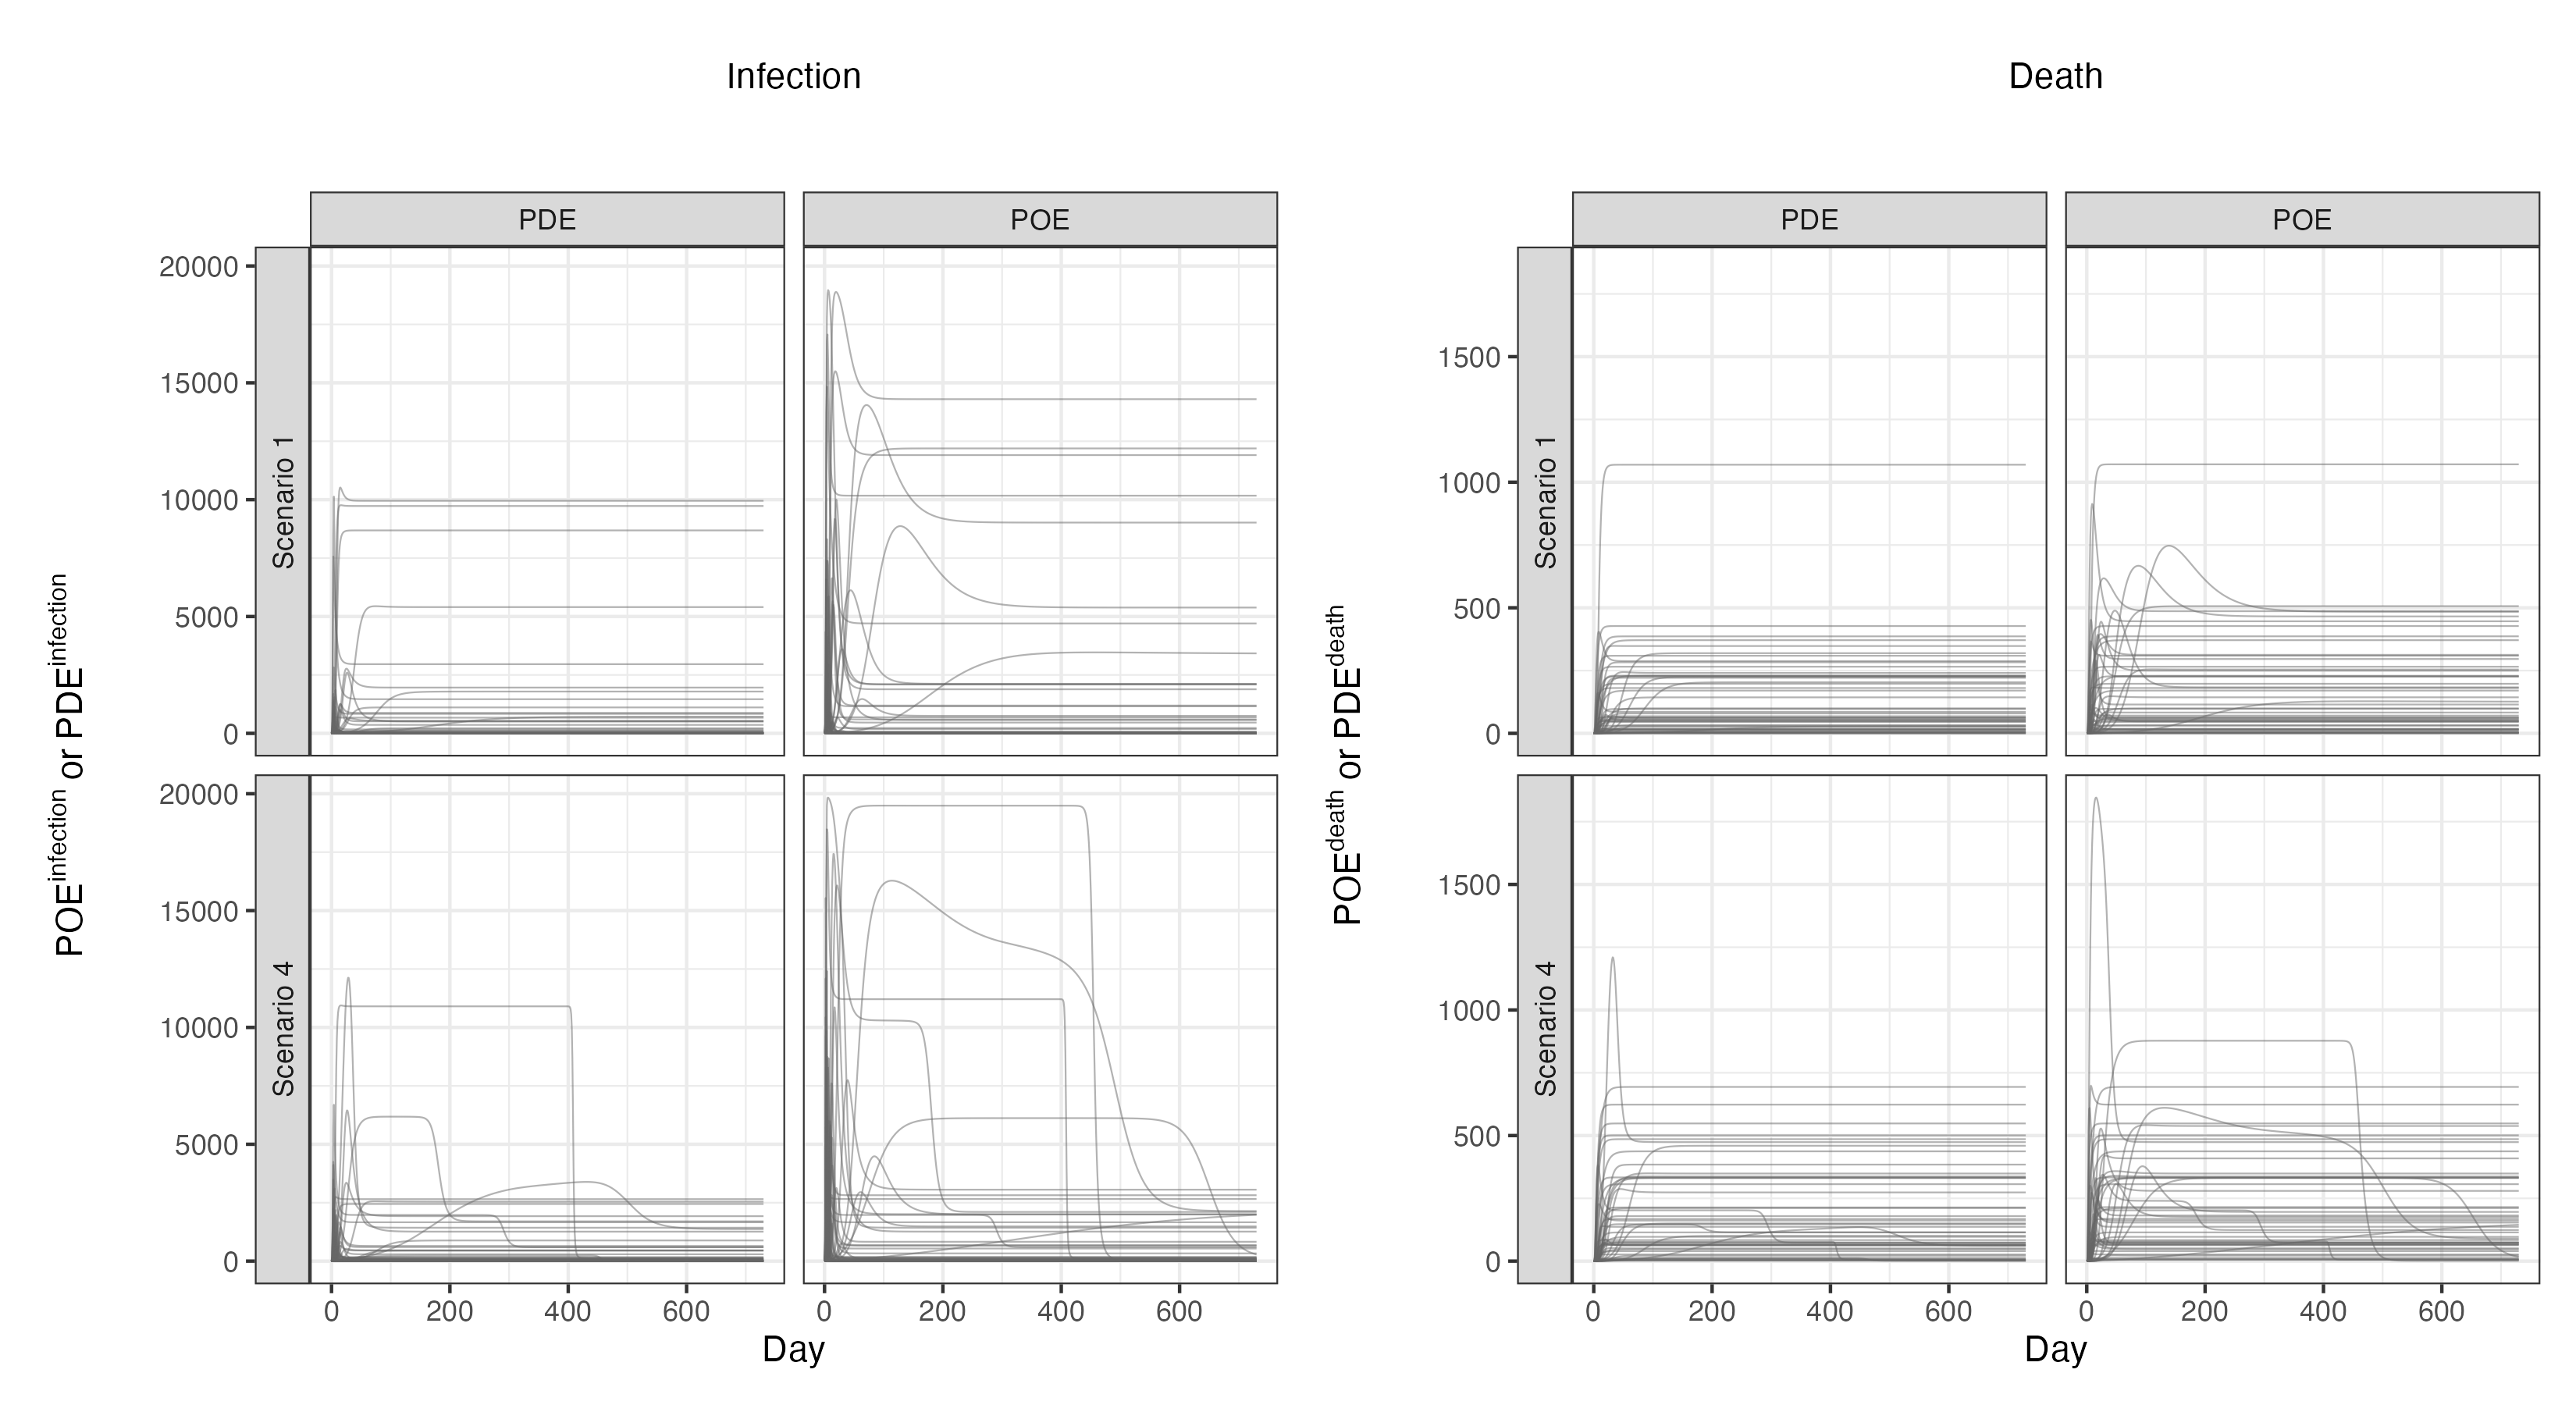 Infection
PDE
POE
Scenario 1
20000
15000
10000
5000
0
Scenario 4
20000
15000
10000
5000
0
0 200 400 600
0 200 400 600
Day
POE^infection or PDE^infection
Death
PDE
POE
Scenario 1
1500
1000
500
0
Scenario 4
1500
1000
500
0
0 200 400 600
0 200 400 600
Day
POE^death or PDE^death